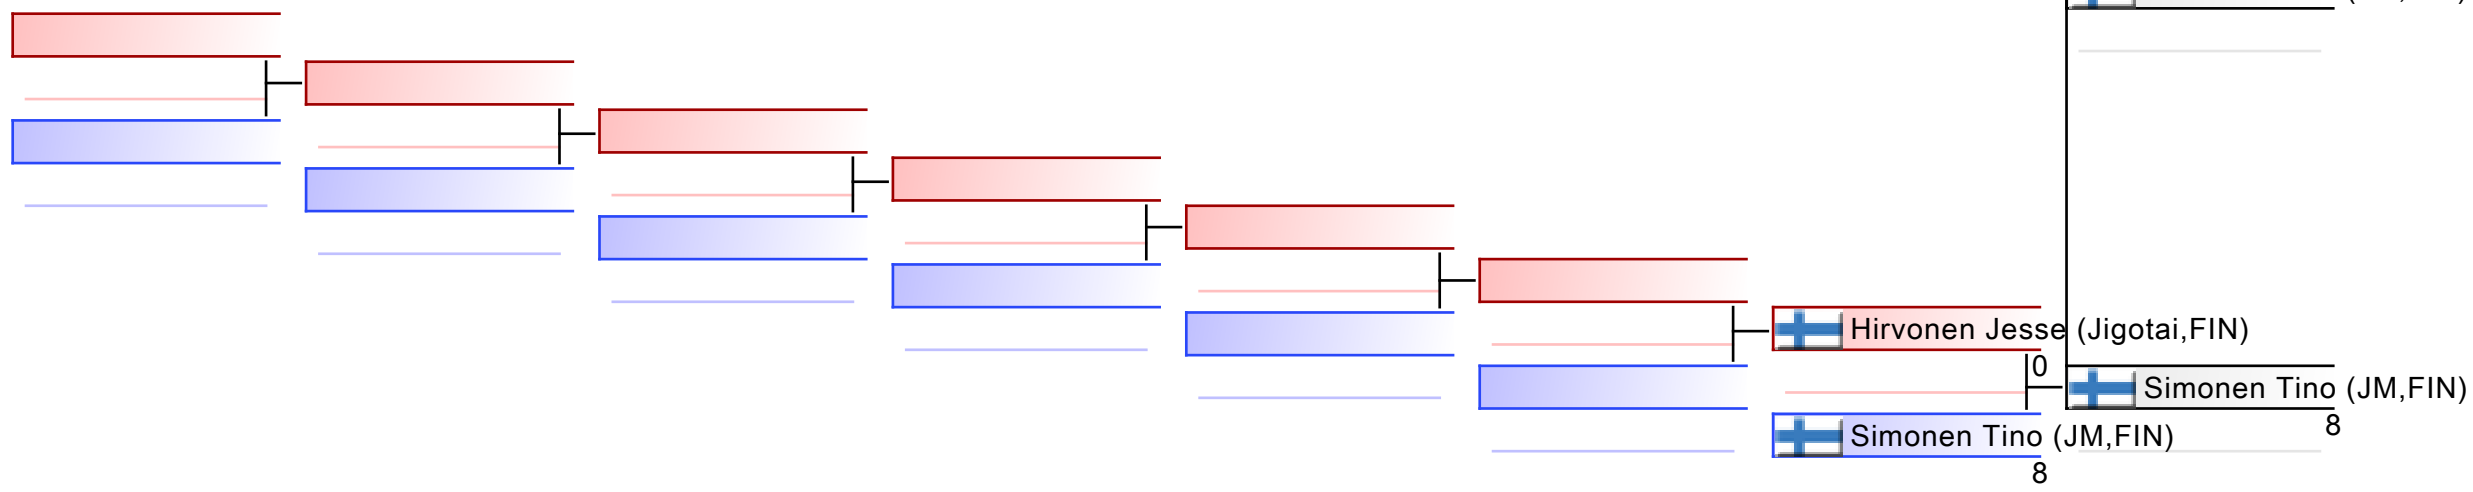 Hirvonen Jesse (Jigotai,FIN)
0
Simonen Tino (JM,FIN)
8
Simonen Tino (JM,FIN)
8